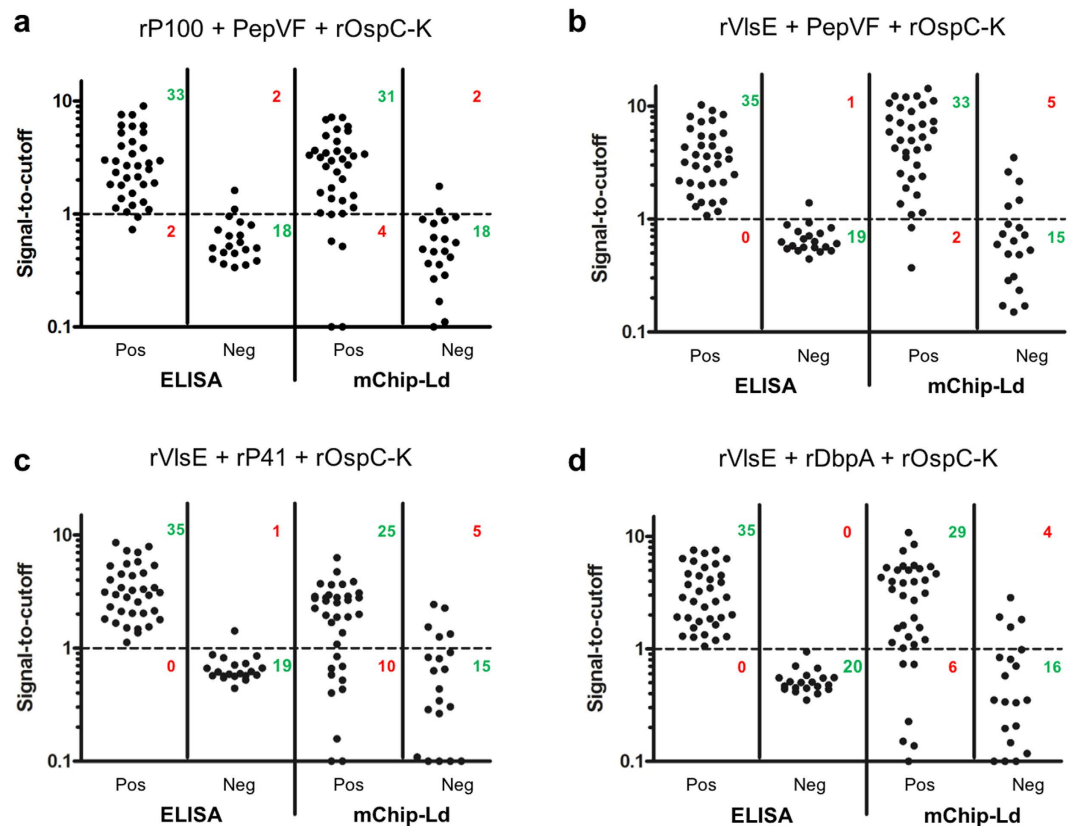 a
rP100 + PepVF + rOspC-K
Signal-to-cutoff
10
1
0.1
33
2
31
2
2
18
4
18
Pos
Neg
Pos
Neg
ELISA
mChip-Ld
b
rVlsE + PepVF + rOspC-K
Signal-to-cutoff
10
1
0.1
35
1
33
5
0
19
2
15
Pos
Neg
Pos
Neg
ELISA
mChip-Ld
c
rVlsE + rP41 + rOspC-K
Signal-to-cutoff
10
1
0.1
35
1
25
5
0
19
10
15
Pos
Neg
Pos
Neg
ELISA
mChip-Ld
d
rVlsE + rDbpA + rOspC-K
Signal-to-cutoff
10
1
0.1
35
0
29
4
0
20
6
16
Pos
Neg
Pos
Neg
ELISA
mChip-Ld